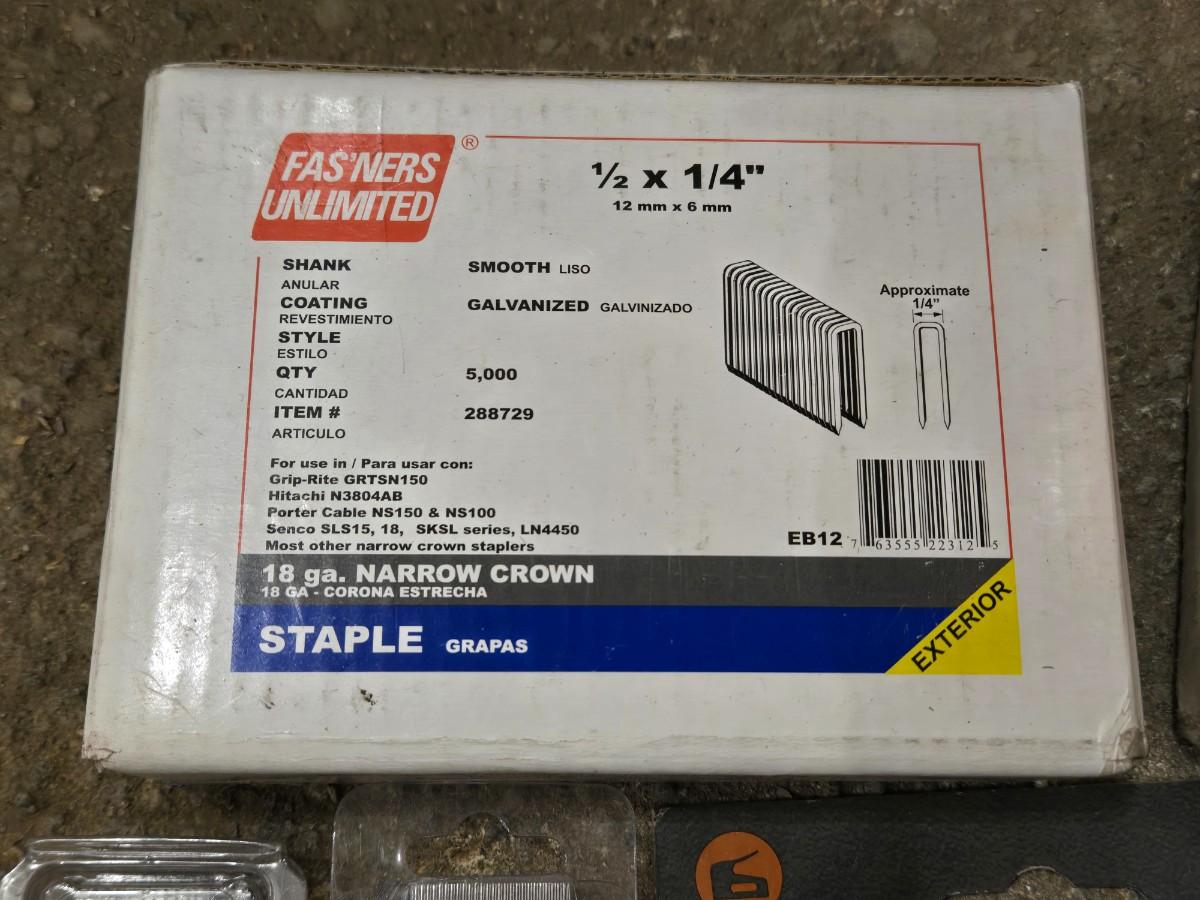 FAS'NERS
UNLIMITED
®
½ x 1/4"
12 mm x 6 mm
SHANK SMOOTH LISO
ANULAR
COATING GALVANIZED GALVINIZADO
REVESTIMIENTO
STYLE
ESTILO
QTY 5,000
CANTIDAD
ITEM # 288729
ARTICULO
Approximate
1/4"
For use in / Para usar con:
Grip-Rite GRTSN150
Hitachi N3804AB
Porter Cable NS150 & NS100
Senco SLS15, 18, SKSL series, LN4450
Most other narrow crown staplers
EB12 7 63555 22312 5
18 ga. NARROW CROWN
18 GA - CORONA ESTRECHA
STAPLE GRAPAS
EXTERIOR